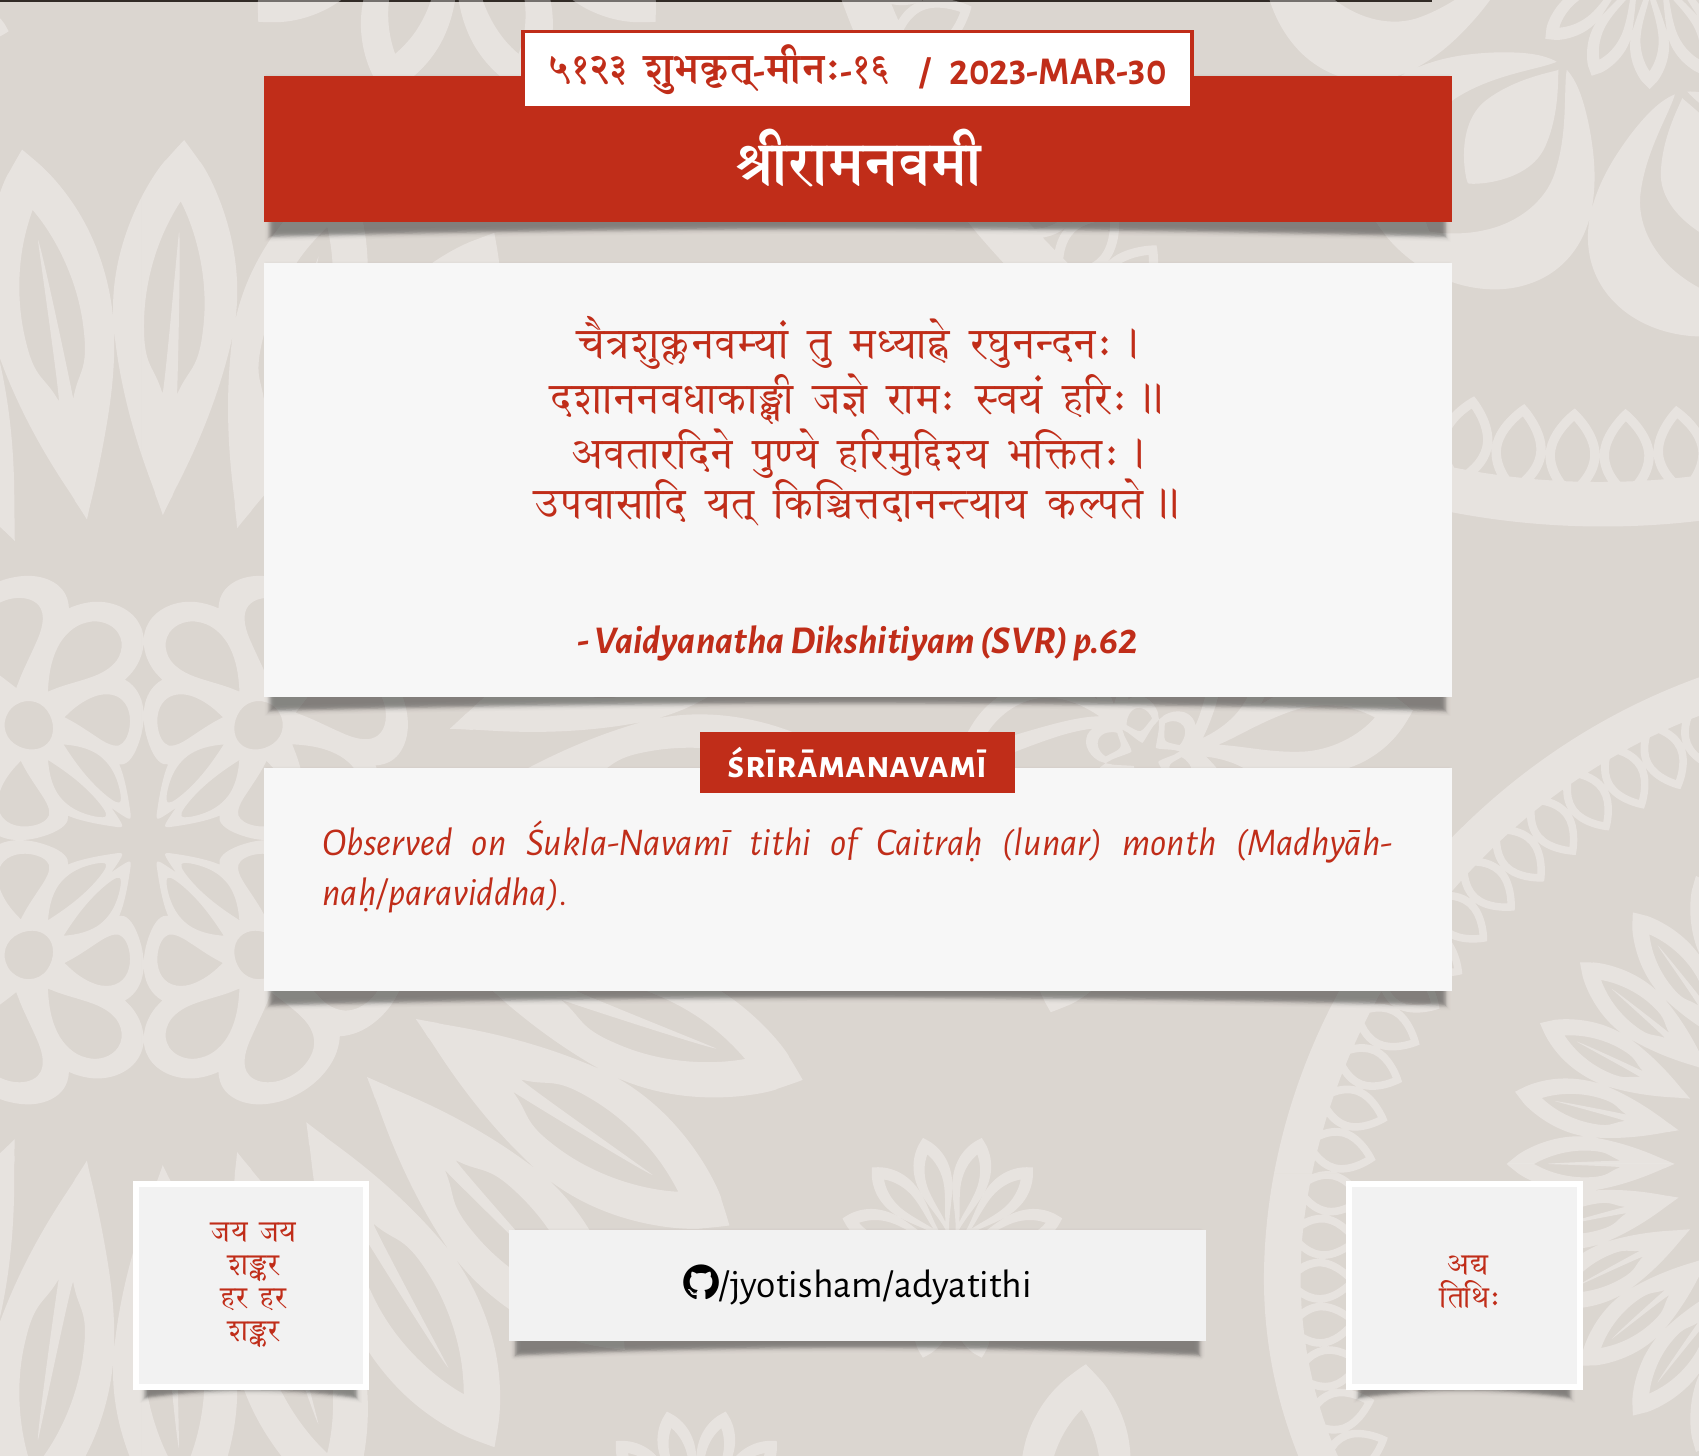 ५१२३ शुभकृत्-मीनः-१६ / 2023-MAR-30
श्रीरामनवमी
चैत्रशुक्लनवम्यां तु मध्याह्ने रघुनन्दनः ।
दशाननवधाकाङ्क्षी जज्ञे रामः स्वयं हरिः ॥
अवतारदिने पुण्ये हरिमुद्दिश्य भक्तितः ।
उपवासादि यत् किञ्चित्तदानन्त्याय कल्पते ॥
- Vaidyanatha Dikshitiyam (SVR) p.62
ŚRĪRĀMANAVAMĪ
Observed on Śukla-Navamī tithi of Caitraḥ (lunar) month (Madhyāh-
naḥ/paraviddha).
जय जय
शङ्कर
हर हर
शङ्कर
/jyotisham/adyatithi
अद्य
तिथिः